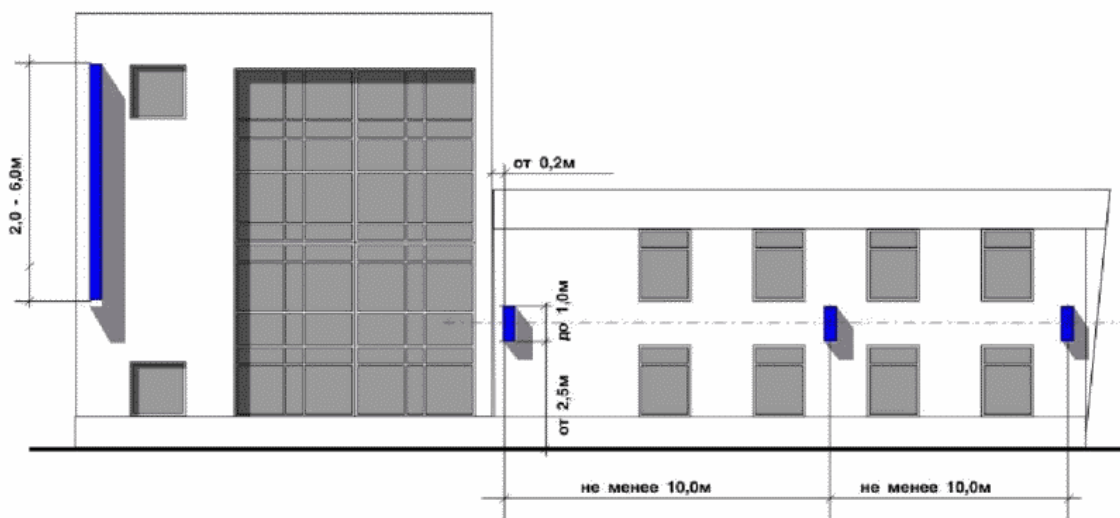 2,0 - 6,0м
от 0,2м
до 1,0м
от 2,5м
не менее 10,0м
не менее 10,0м